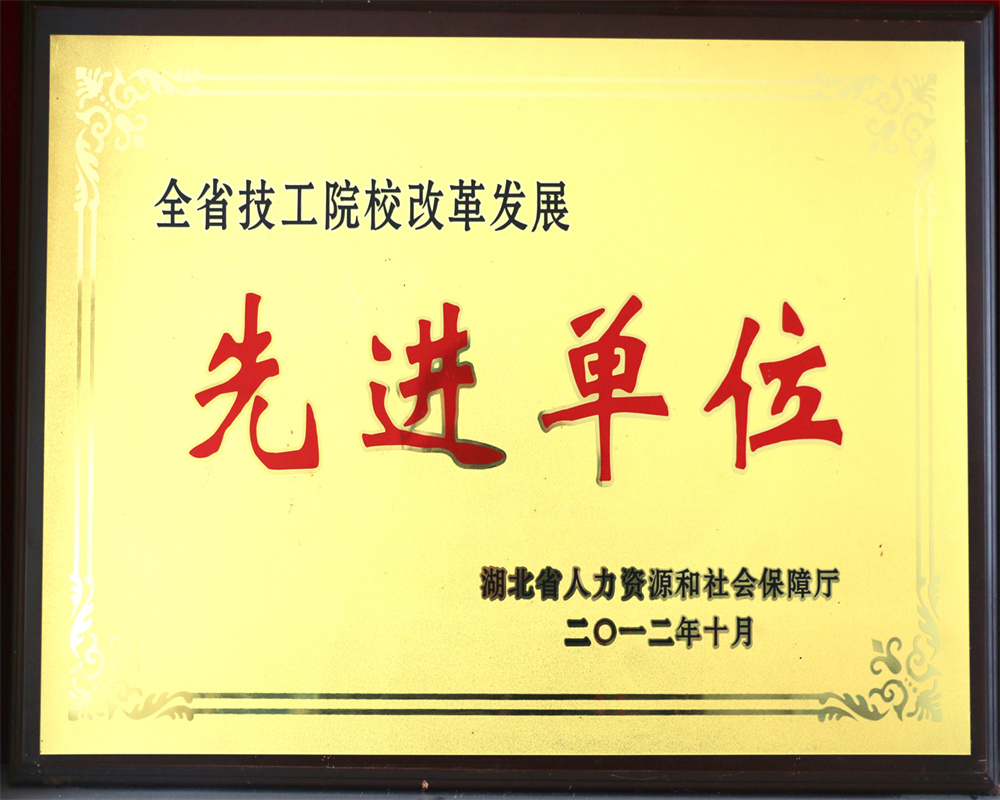 全省技工院校改革发展
先进单位
湖北省人力资源和社会保障厅
二〇一二年十月